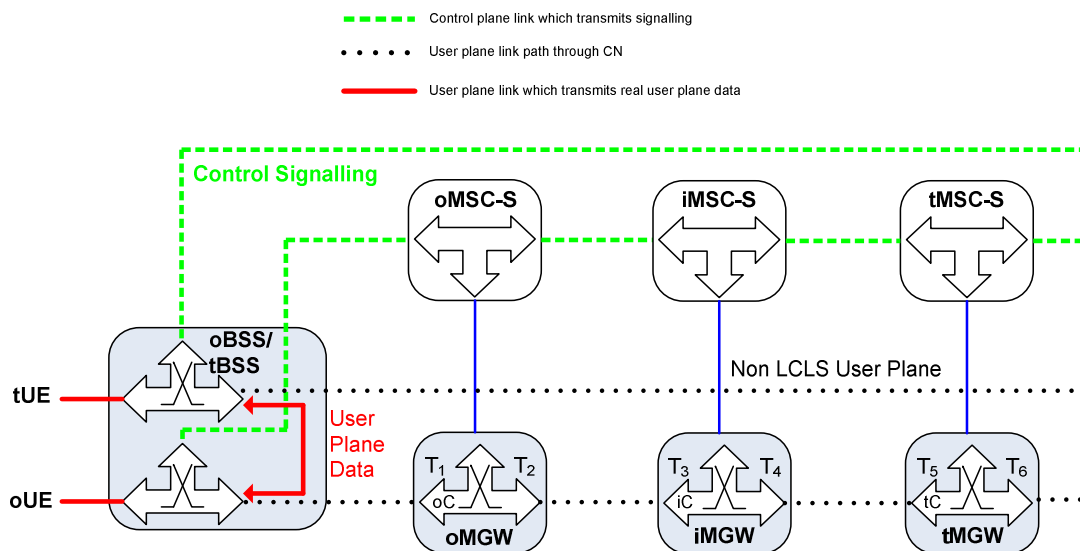 Control plane link which transmits signalling
User plane link path through CN
User plane link which transmits real user plane data
Control Signalling
oMSC-S
iMSC-S
tMSC-S
oBSS/
tBSS
Non LCLS User Plane
tUE
User
Plane
Data
T1
T2
T3
T4
T5
T6
oUE
oC
iC
tC
oMGW
iMGW
tMGW